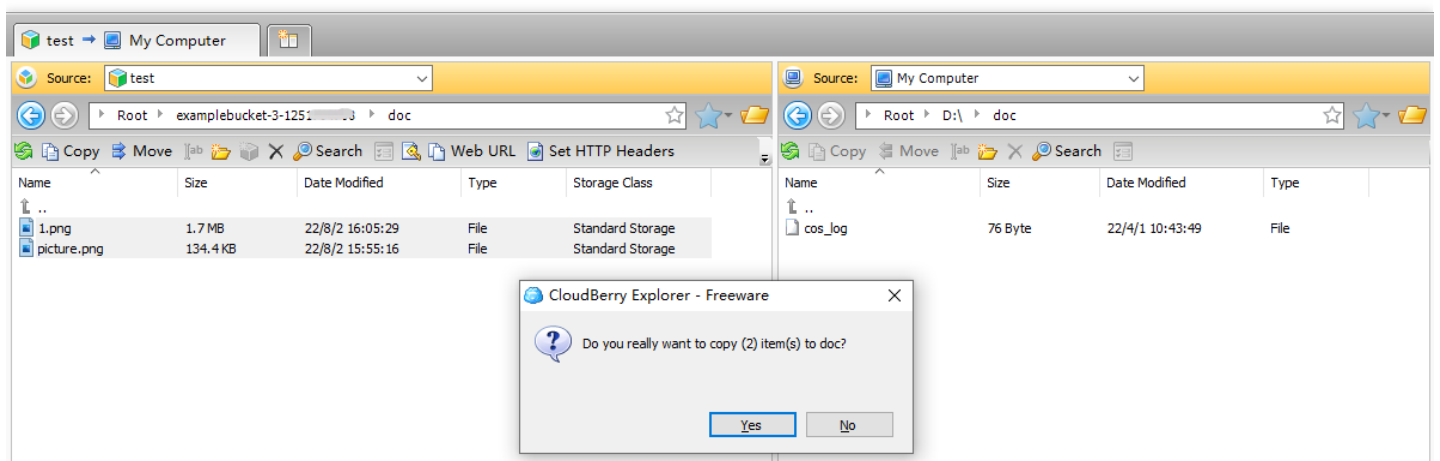 test My Computer
Source: test
Root examplebucket-3-1251 doc
Copy Move Search Web URL Set HTTP Headers
Name Size Date Modified Type Storage Class
..
1.png 1.7 MB 22/8/2 16:05:29 File Standard Storage
picture.png 134.4 KB 22/8/2 15:55:16 File Standard Storage
Source: My Computer
Root D:\ doc
Copy Move Search
Name Size Date Modified Type
..
cos_log 76 Byte 22/4/1 10:43:49 File
CloudBerry Explorer - Freeware
Do you really want to copy (2) item(s) to doc?
Yes No